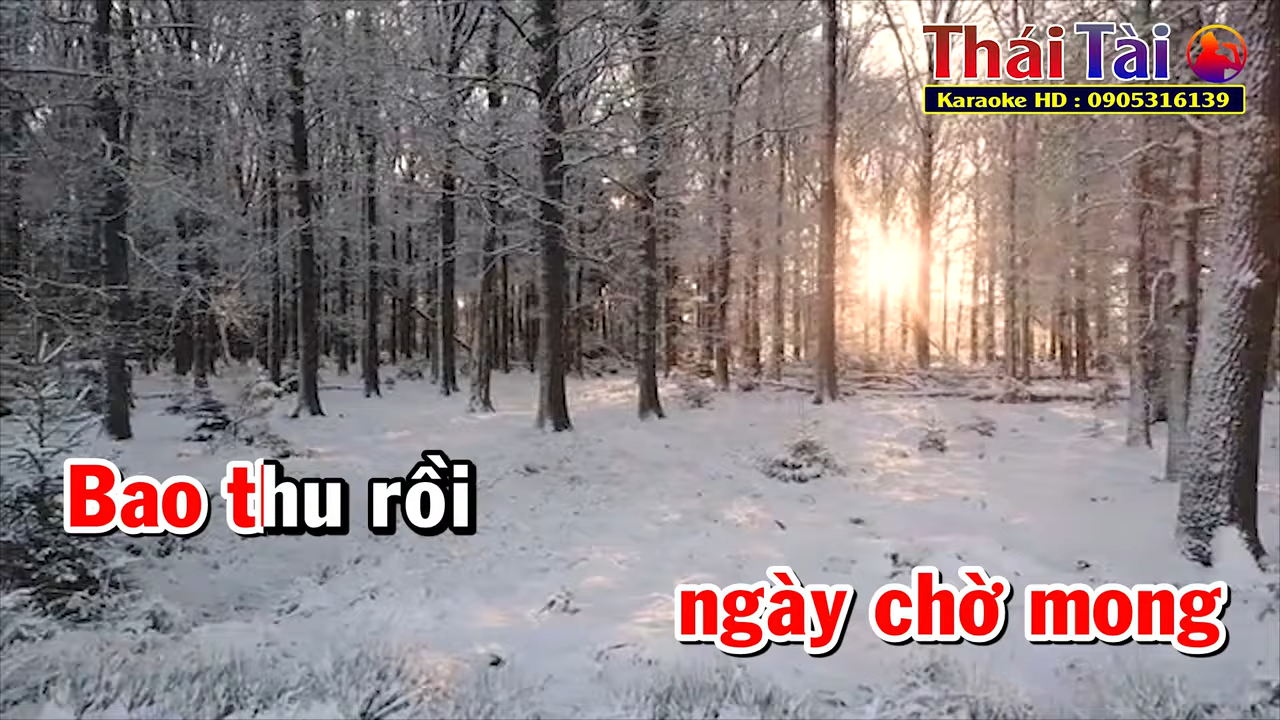 Thái Tài
Karaoke HD : 0905316139
Bao thu rồi
ngày chờ mong